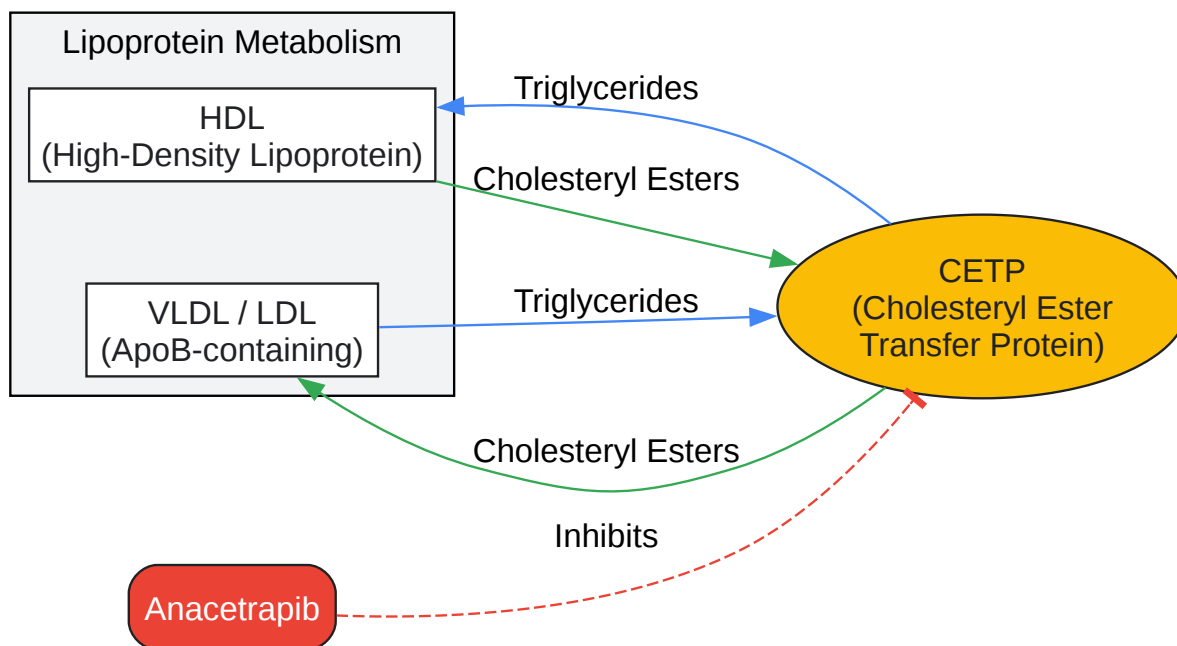 Lipoprotein Metabolism
Triglycerides
HDL
(High-Density Lipoprotein)
Cholesteryl Esters
CETP
(Cholesteryl Ester
Transfer Protein)
Triglycerides
VLDL / LDL
(ApoB-containing)
Cholesteryl Esters
Inhibits
Anacetrapib